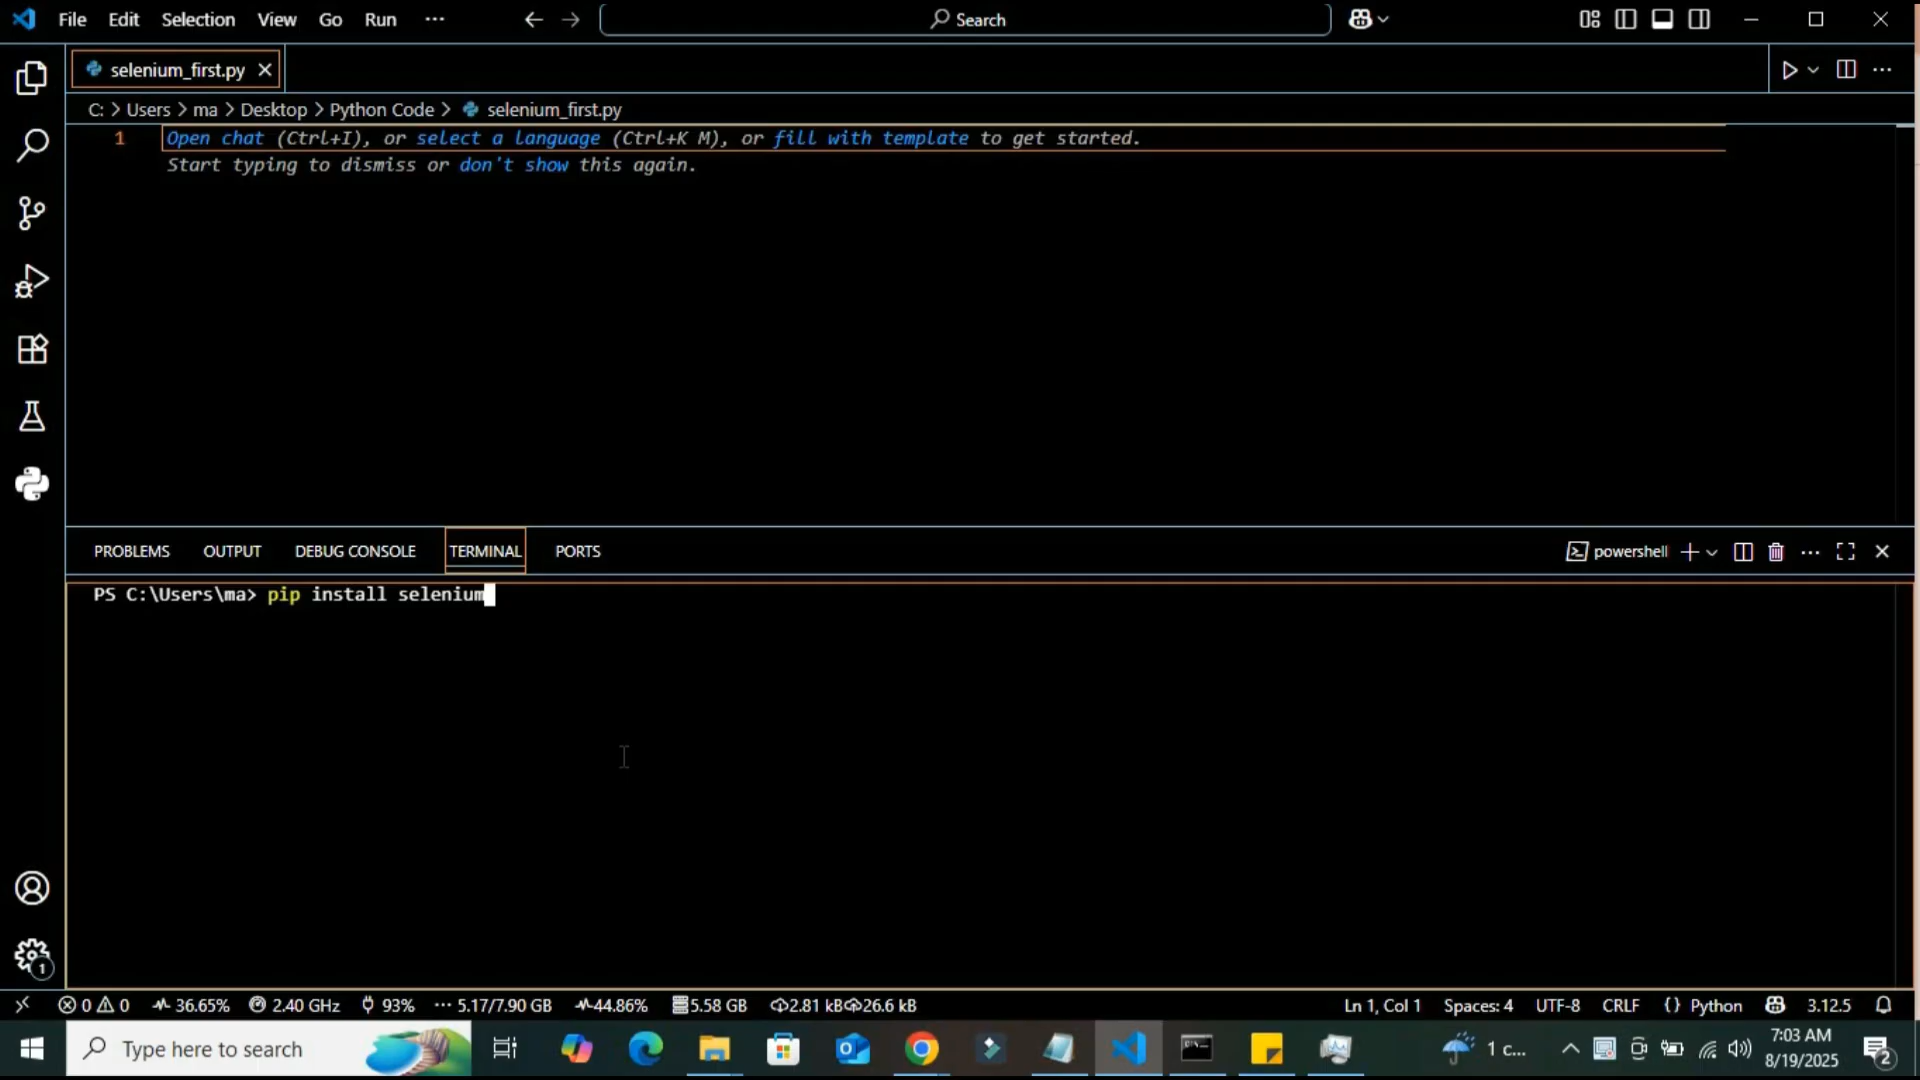 File Edit Selection View Go Run ··· Search
selenium_first.py
C: > Users > ma > Desktop > Python Code > selenium_first.py
1 Open chat (Ctrl+I), or select a language (Ctrl+K M), or fill with template to get started.
Start typing to dismiss or don't show this again.
PROBLEMS OUTPUT DEBUG CONSOLE TERMINAL PORTS powershell
PS C:\Users\ma> pip install selenium
1
0 0 36.65% 2.40 GHz 93% ··· 5.17/7.90 GB 44.86% 5.58 GB 2.81 kB 26.6 kB Ln 1, Col 1 Spaces: 4 UTF-8 CRLF {} Python 3.12.5
Type here to search 1 c... 7:03 AM
8/19/2025 2